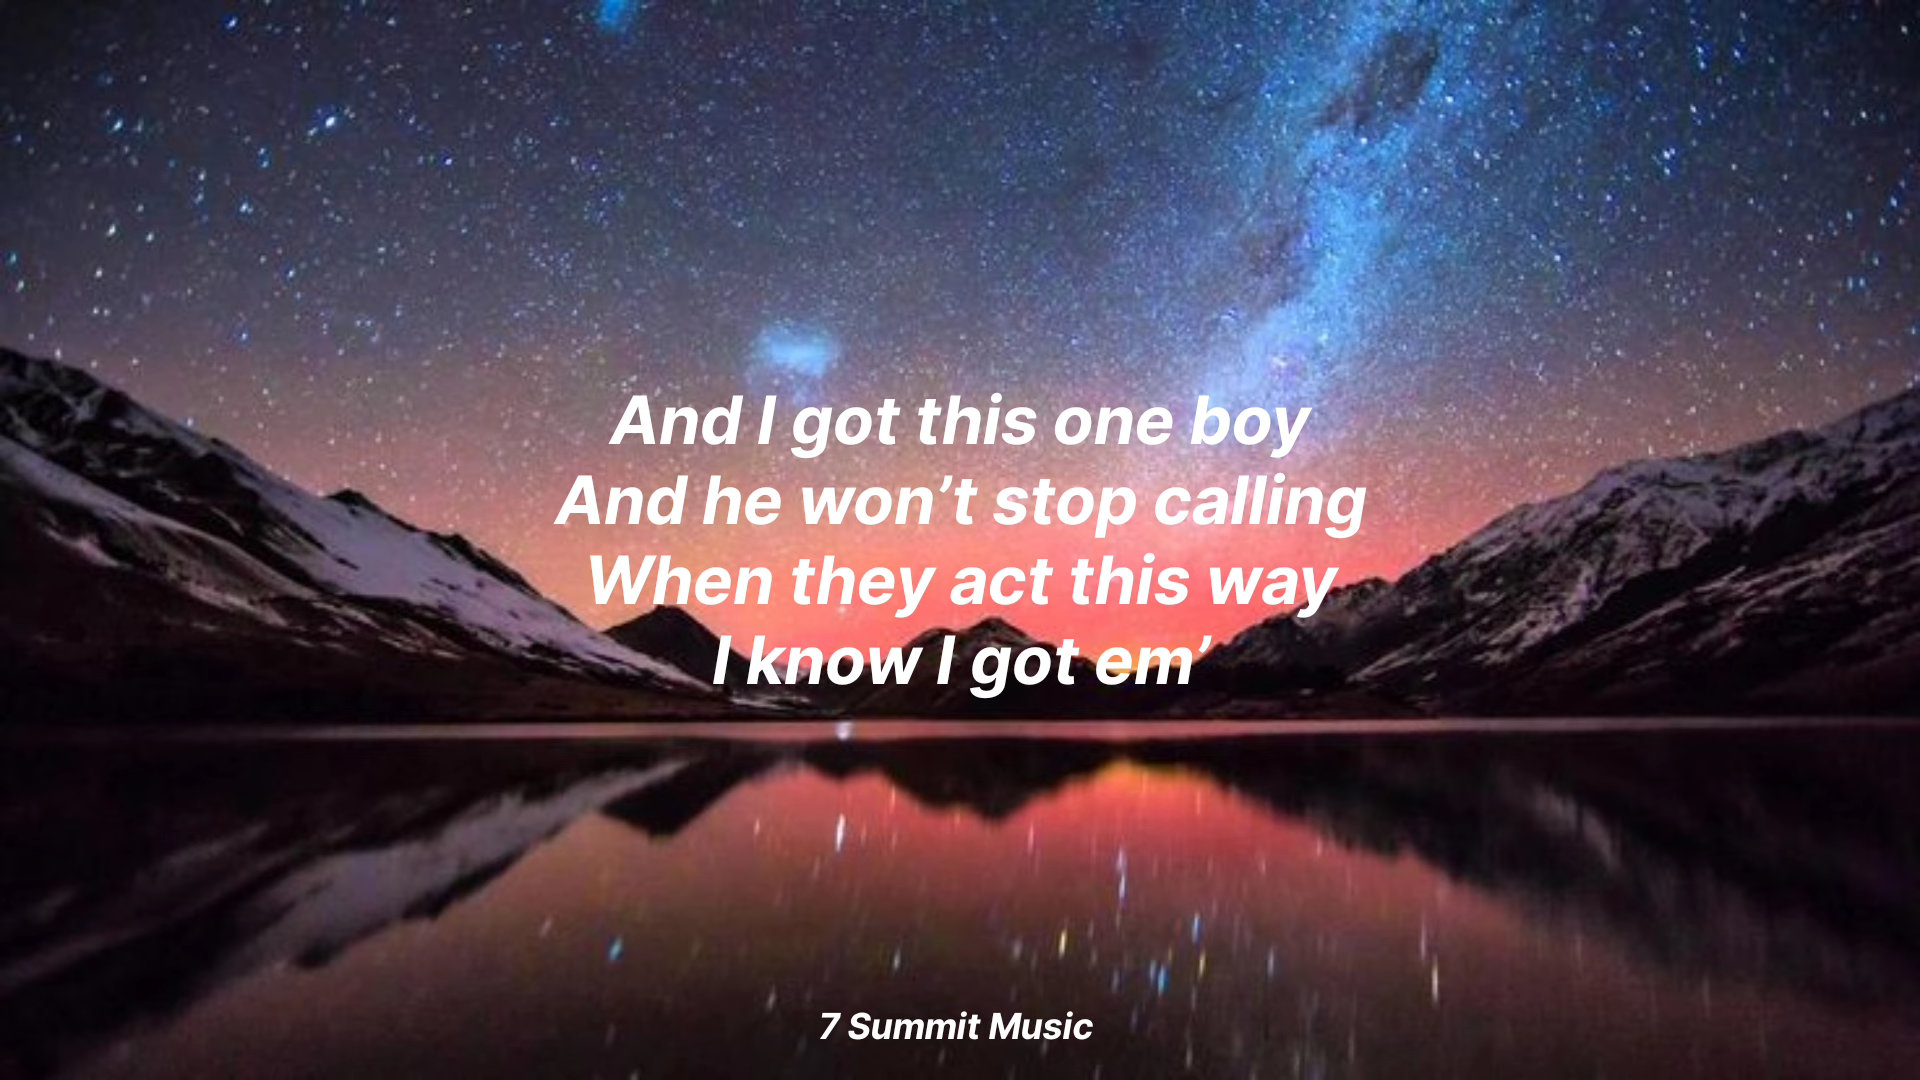 And I got this one boy
And he won’t stop calling
When they act this way
I know I got em’
7 Summit Music